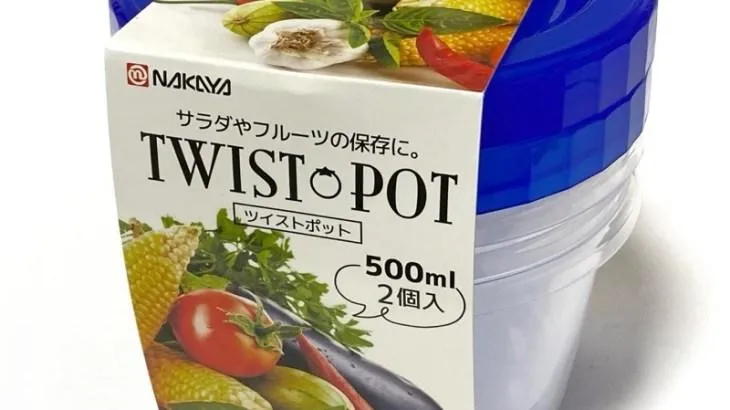 NAKAYA
サラダやフルーツの保存に。
TWIST POT
ツイストポット
500ml
2個入